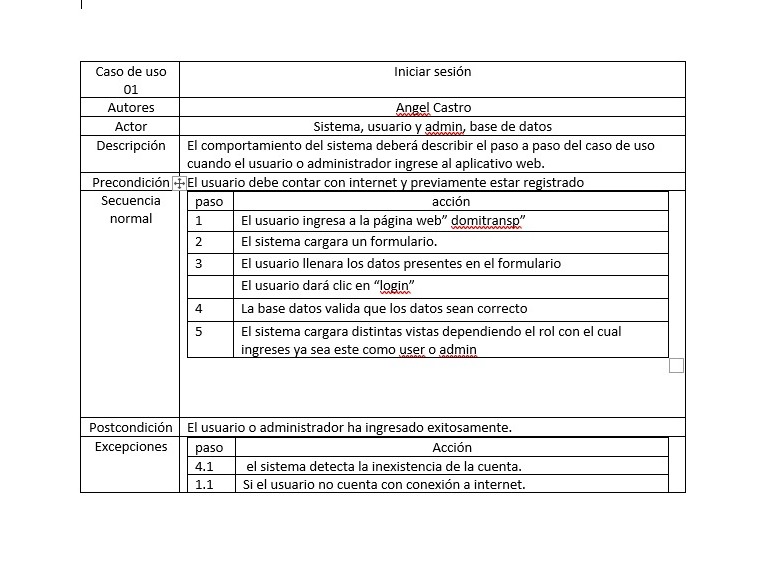 Caso de uso 01
Iniciar sesión
Autores
Angel Castro
Actor
Sistema, usuario y admin, base de datos
Descripción
El comportamiento del sistema deberá describir el paso a paso del caso de uso
cuando el usuario o administrador ingrese al aplicativo web.
Precondición
El usuario debe contar con internet y previamente estar registrado
Secuencia
normal
paso acción
1 El usuario ingresa a la página web” domitransp”
2 El sistema cargara un formulario.
3 El usuario llenara los datos presentes en el formulario
El usuario dará clic en “login”
4 La base datos valida que los datos sean correcto
5 El sistema cargara distintas vistas dependiendo el rol con el cual
ingreses ya sea este como user o admin
Postcondición
El usuario o administrador ha ingresado exitosamente.
Excepciones
paso Acción
4.1 el sistema detecta la inexistencia de la cuenta.
1.1 Si el usuario no cuenta con conexión a internet.